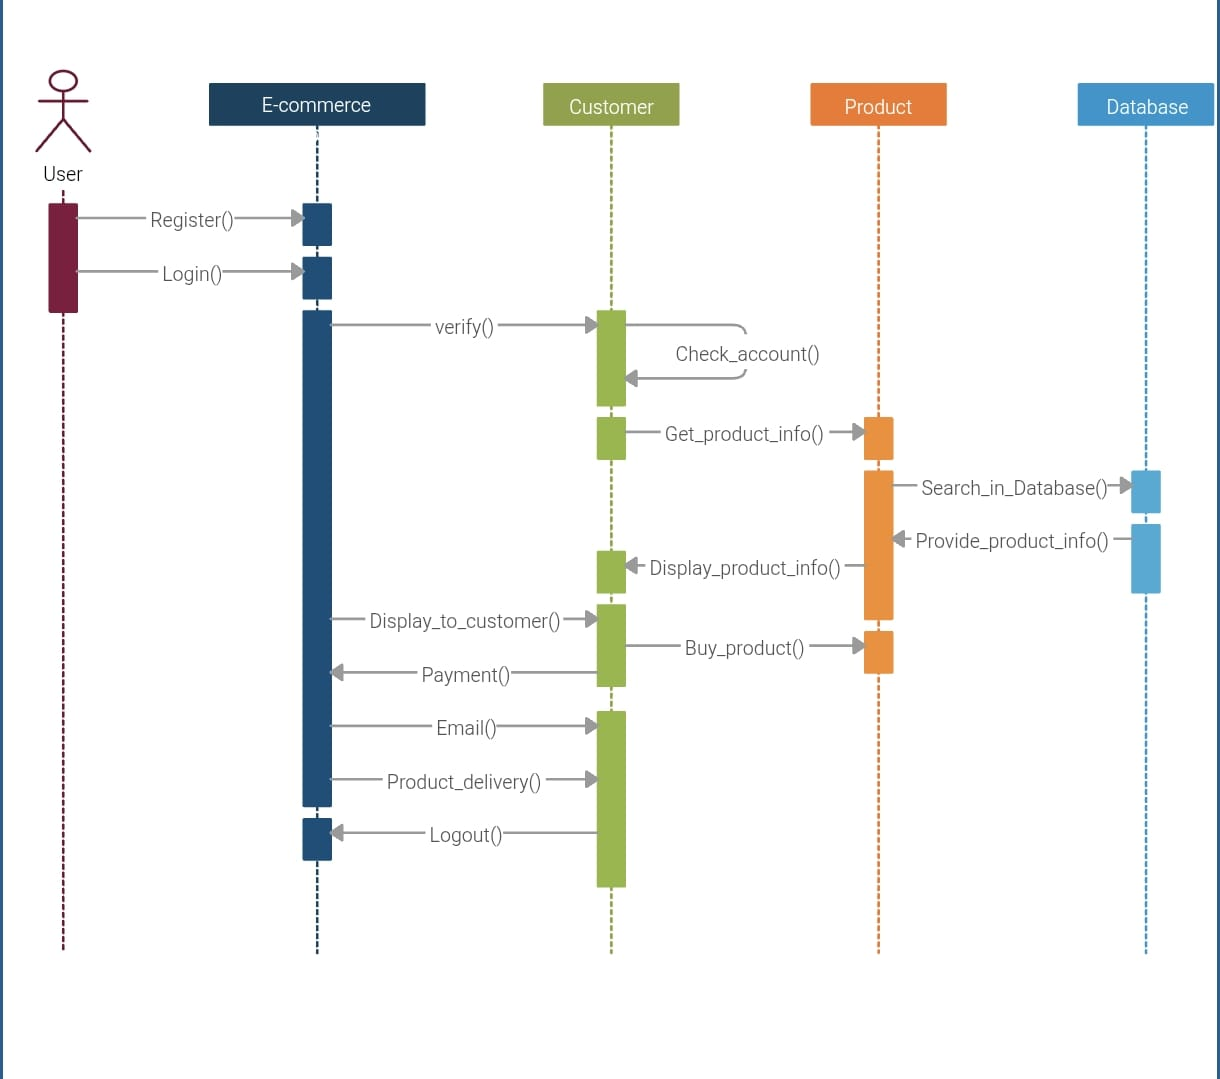 E-commerce
Customer
Product
Database
User
Register()
Login()
verify()
Check_account()
Get_product_info()
Search_in_Database()
Provide_product_info()
Display_product_info()
Display_to_customer()
Buy_product()
Payment()
Email()
Product_delivery()
Logout()